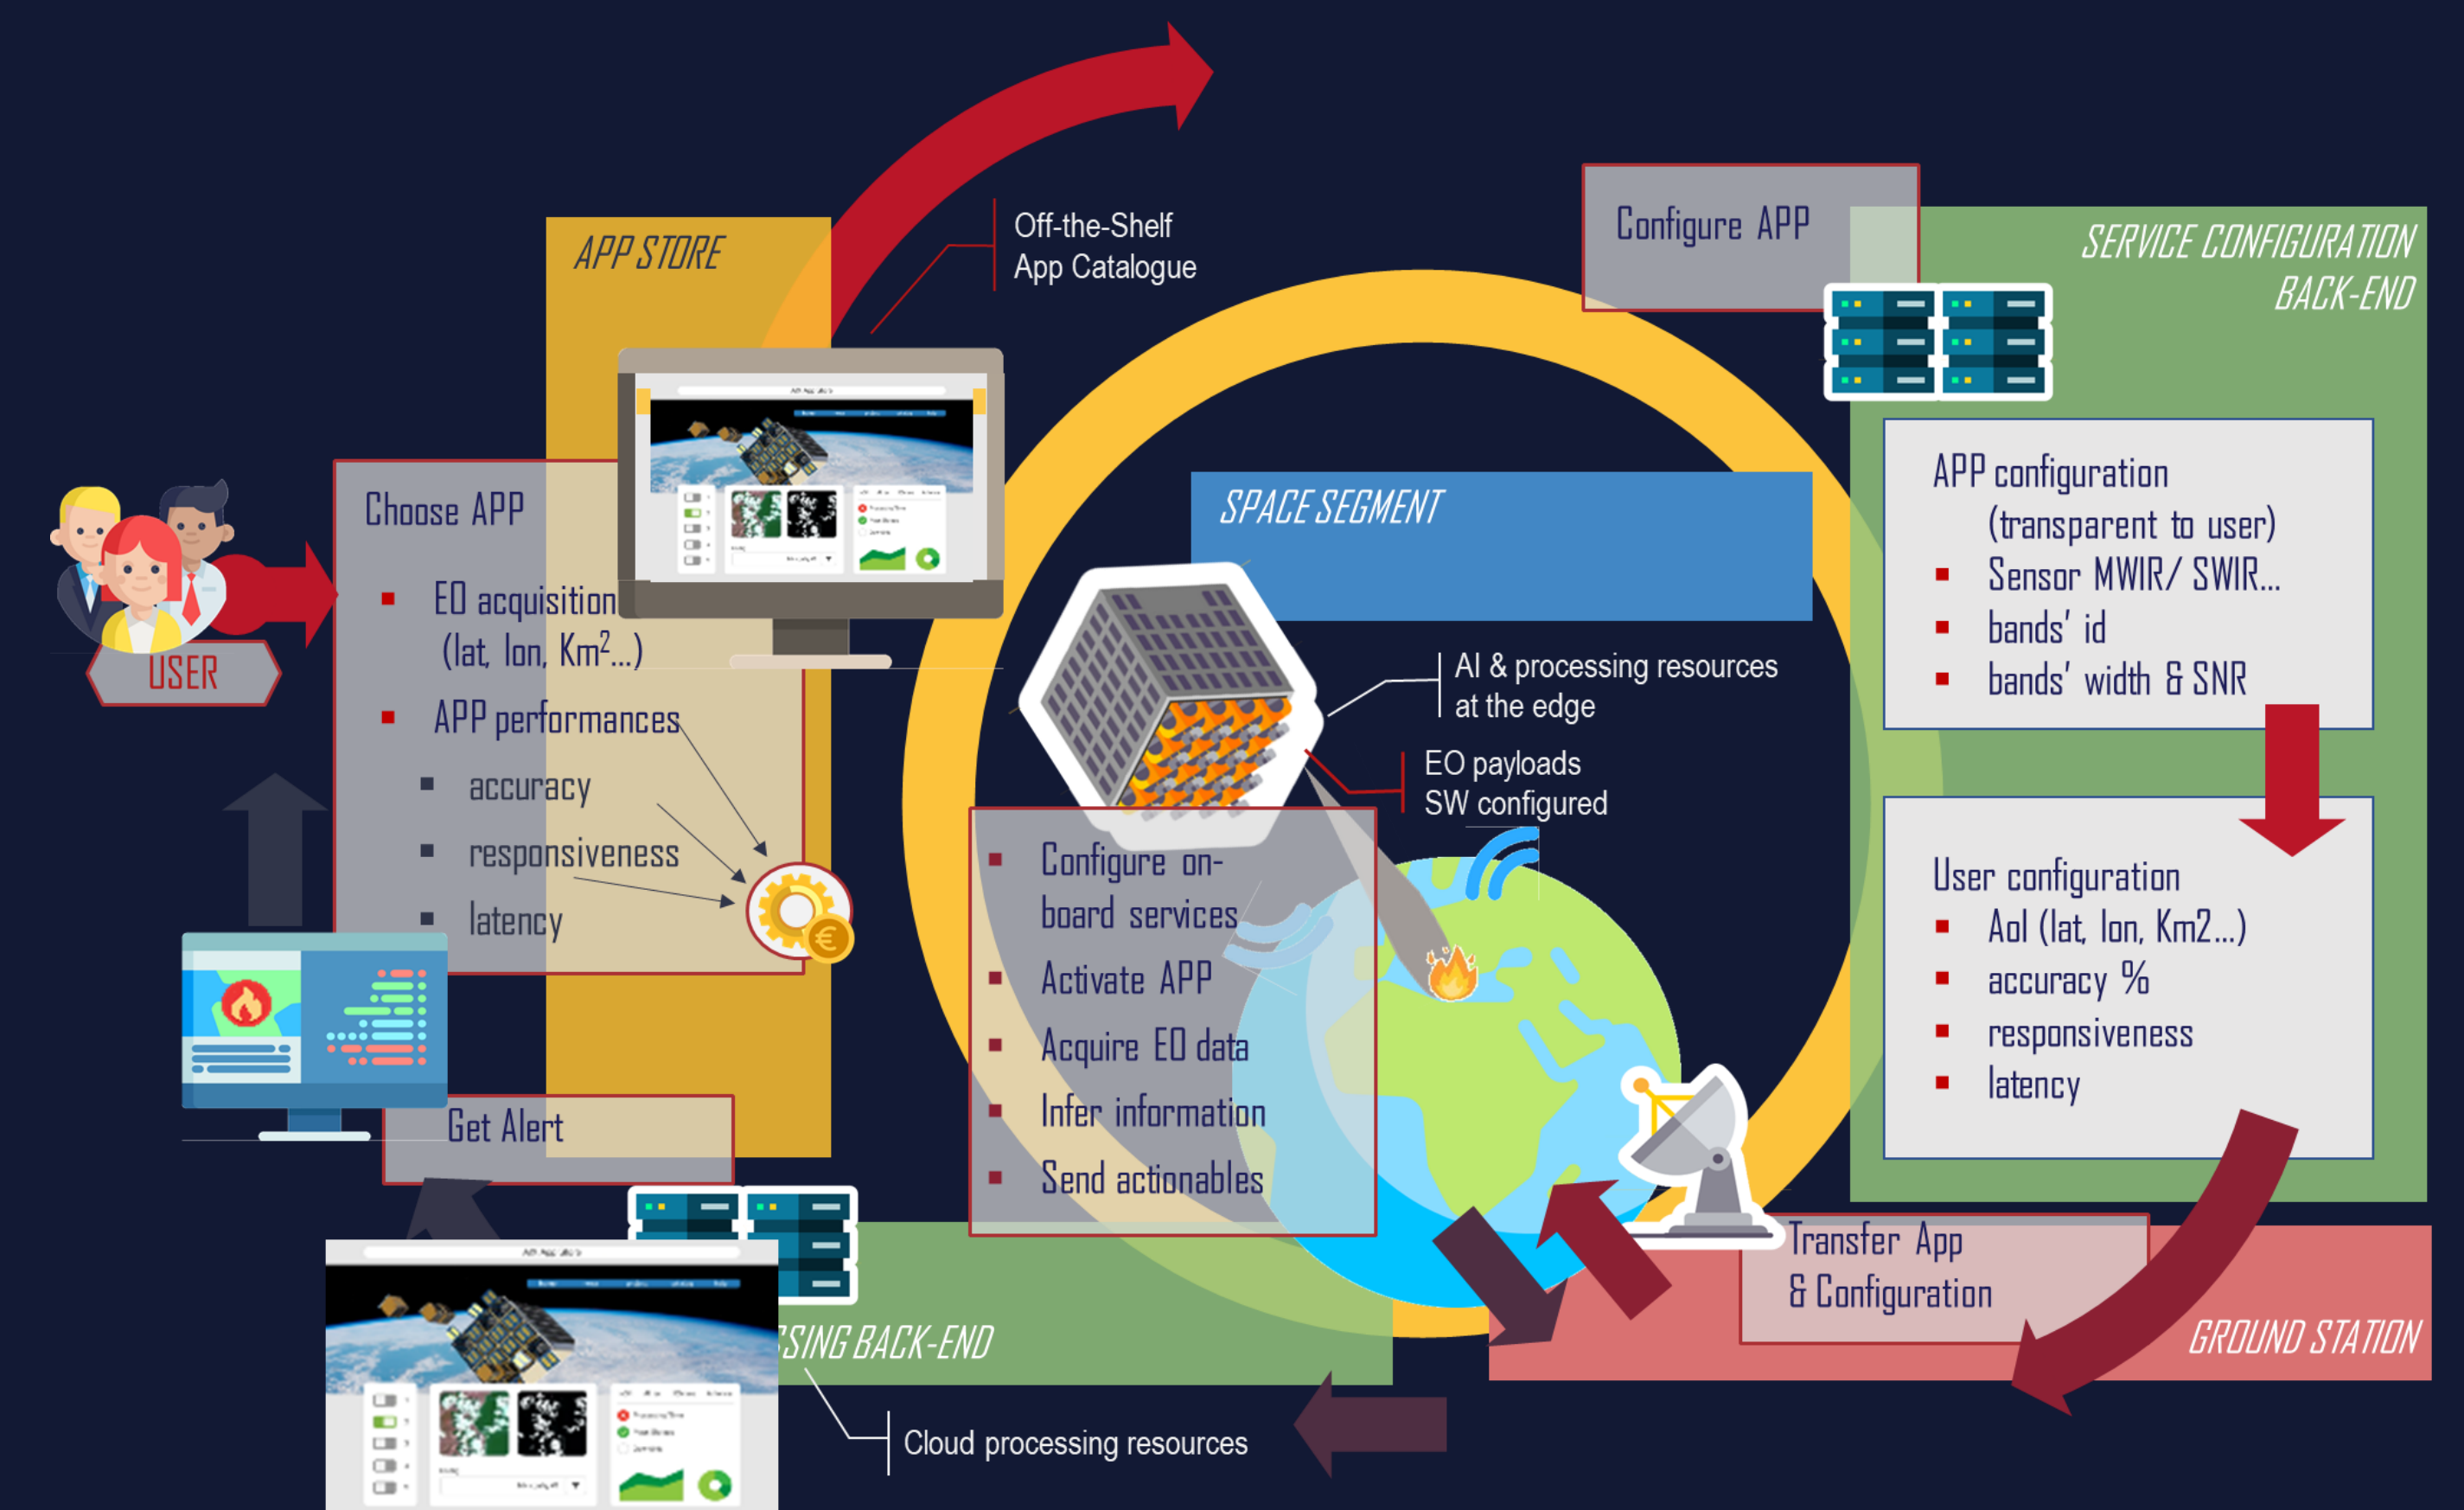 Off-the-Shelf
App Catalogue
APP STORE
Configure APP
SERVICE CONFIGURATION
BACK-END
Choose APP
EO acquisition
(lat, lon, Km²...)
APP performances
accuracy
responsiveness
latency
USER
SPACE SEGMENT
AI & processing resources
at the edge
EO payloads
SW configured
APP configuration
(transparent to user)
Sensor MWIR/ SWIR...
bands' id
bands' width & SNR
User configuration
AoI (lat, lon, Km2...)
accuracy %
responsiveness
latency
Configure on-
board services
Activate APP
Acquire EO data
Infer information
Send actionables
Get Alert
Transfer App
& Configuration
GROUND STATION
BACK-END
Cloud processing resources